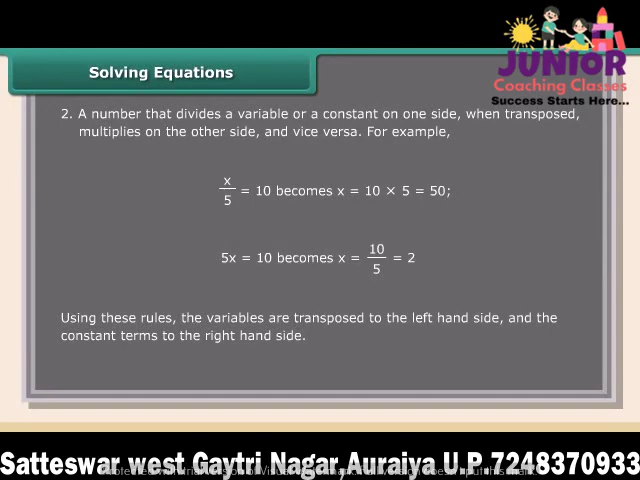 Solving Equations
JUNIOR
Coaching Classes
Success Starts Here...
2. A number that divides a variable or a constant on one side, when transposed,
multiplies on the other side, and vice versa. For example,
x/5 = 10 becomes x = 10 × 5 = 50;
5x = 10 becomes x = 10/5 = 2
Using these rules, the variables are transposed to the left hand side, and the
constant terms to the right hand side.
Satteswar west Gaytri Nagar,Auraiya U.P 7248370933